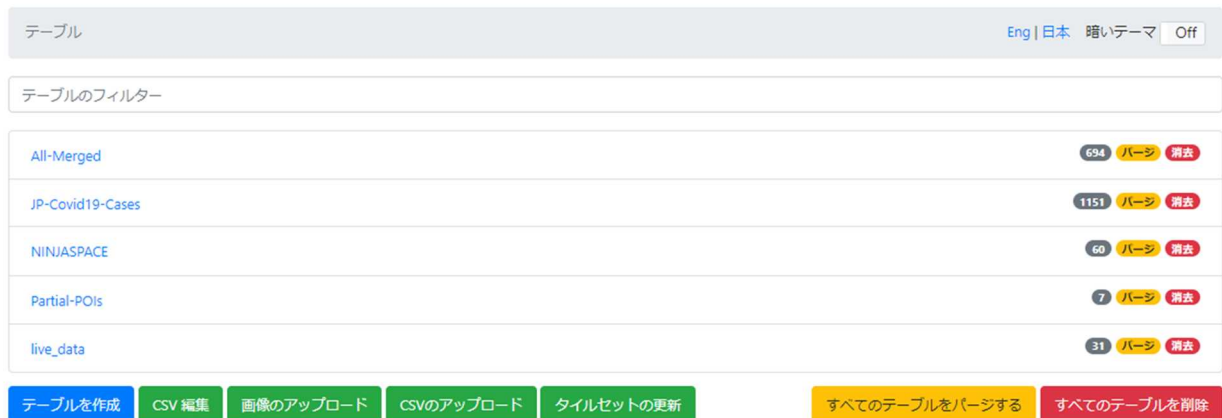 テーブル Eng | 日本 暗いテーマ Off
テーブルのフィルター
All-Merged 694 パージ 消去
JP-Covid19-Cases 1151 パージ 消去
NINJASPACE 60 パージ 消去
Partial-POIs 7 パージ 消去
live_data 31 パージ 消去
テーブルを作成 CSV 編集 画像のアップロード CSVのアップロード タイルセットの更新 すべてのテーブルをパージする すべてのテーブルを削除